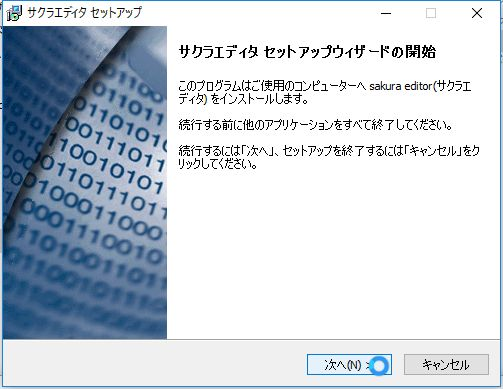 サクラエディタ セットアップ
サクラエディタ セットアップウィザードの開始
このプログラムはご使用のコンピューターへ sakura editor(サクラエ
ディタ) をインストールします。
続行する前に他のアプリケーションをすべて終了してください。
続行するには「次へ」、セットアップを終了するには「キャンセル」をク
リックしてください。
次へ(N) >
キャンセル